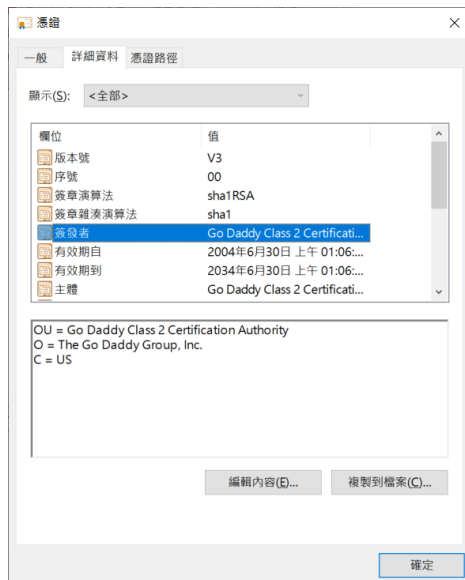 憑證
一般 詳細資料 憑證路徑
顯示(S): <全部>
欄位 值
版本號 V3
序號 00
簽章演算法 sha1RSA
簽章雜湊演算法 sha1
簽發者 Go Daddy Class 2 Certificati...
有效期自 2004年6月30日 上午 01:06:...
有效期到 2034年6月30日 上午 01:06:...
主體 Go Daddy Class 2 Certificati...
OU = Go Daddy Class 2 Certification Authority
O = The Go Daddy Group, Inc.
C = US
編輯內容(E)... 複製到檔案(C)...
確定